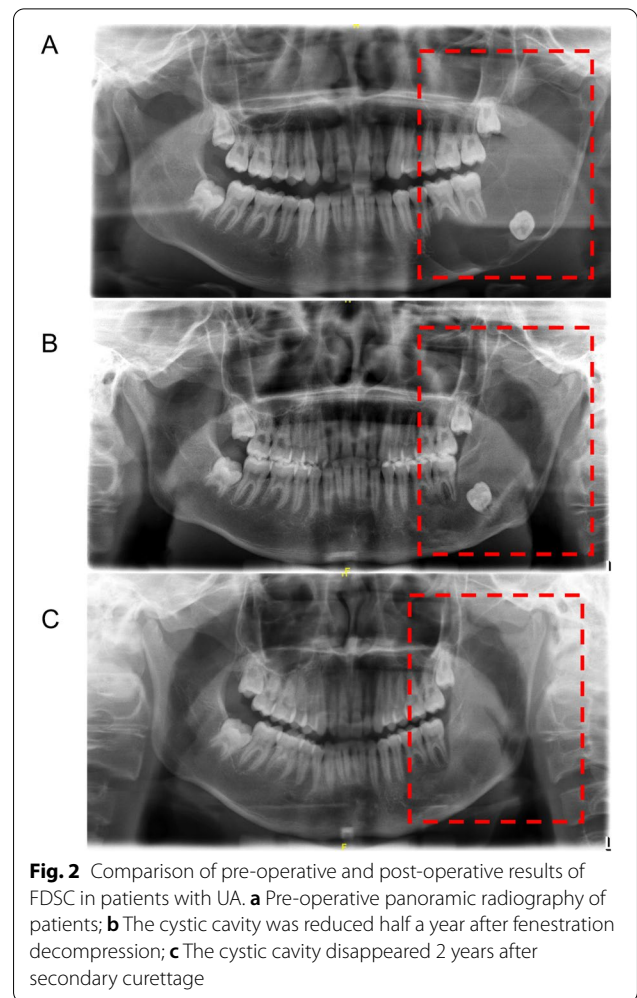 A
B
C
Fig. 2 Comparison of pre-operative and post-operative results of
FDSC in patients with UA. a Pre-operative panoramic radiography of
patients; b The cystic cavity was reduced half a year after fenestration
decompression; c The cystic cavity disappeared 2 years after
secondary curettage